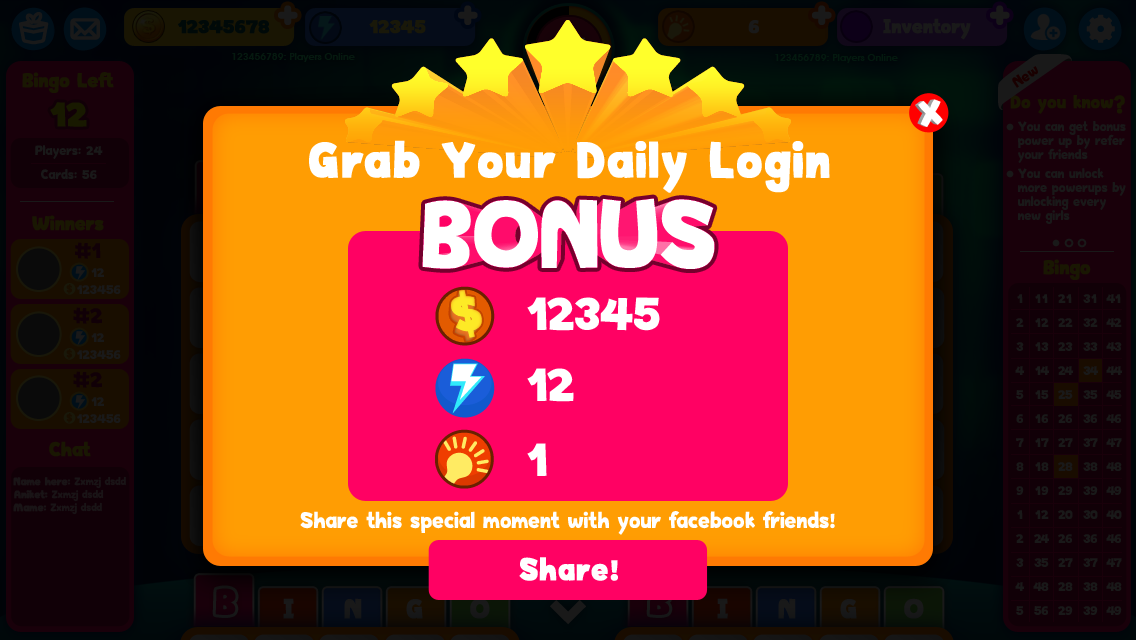 12345678
12345
6
Inventory
123456789: Players Online
123456789: Players Online
Bingo Left
12
Players: 24
Cards: 56
Winners
#1
12
123456
#2
12
123456
#2
12
123456
Chat
Name here: Zxmzj dsdd
Aniket: Zxmzj dsdd
Mame: Zxmzj dsdd
Grab Your Daily Login
BONUS
12345
12
1
Share this special moment with your facebook friends!
Share!
X
New
Do you know?
You can get bonus
power up by refer
your friends
You can unlock
more powerups by
unlocking every
new girls
Bingo
1 11 21 31 41
2 12 22 32 42
3 13 23 33 43
4 14 24 34 44
5 15 25 35 45
6 16 26 36 46
7 17 27 37 47
8 18 28 38 48
9 19 29 39 49
1 12 20 30 40
2 24 26 36 46
3 35 27 37 47
4 48 28 38 48
5 56 29 39 49
B I N G O
B I N G O